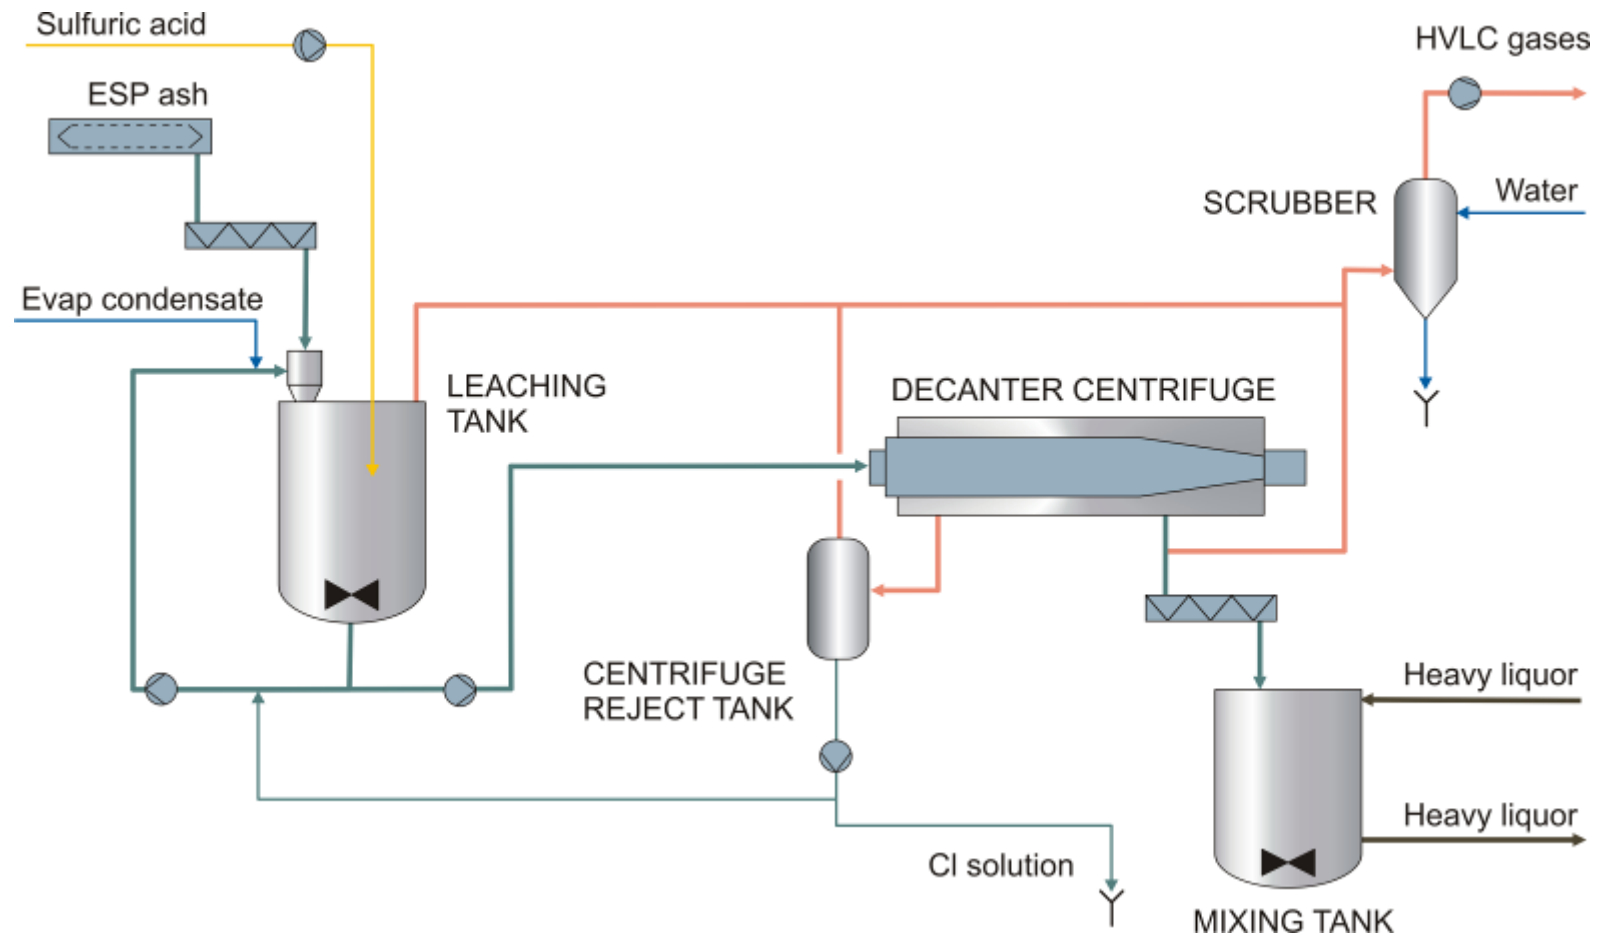 Sulfuric acid
HVLC gases
ESP ash
Water
SCRUBBER
Evap condensate
LEACHING
TANK
DECANTER CENTRIFUGE
CENTRIFUGE
REJECT TANK
Heavy liquor
Heavy liquor
Cl solution
MIXING TANK